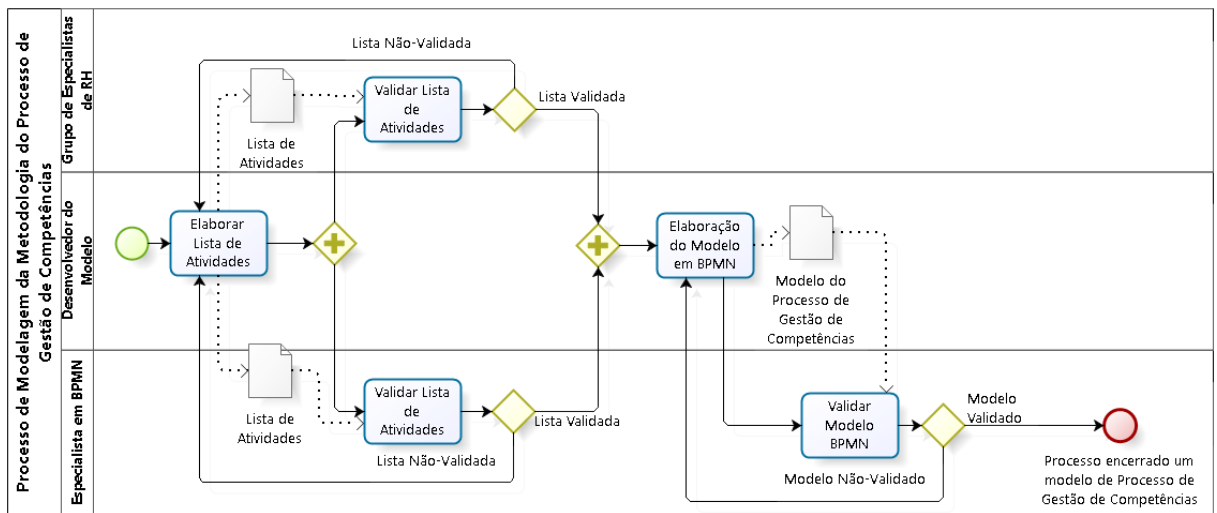 Processo de Modelagem da Metodologia do Processo de
Gestão de Competências
Grupo de Especialistas
de RH
Lista Não-Validada
Lista de
Atividades
Validar Lista
de
Atividades
Lista Validada
Desenvolvedor do
Modelo
Elaborar
Lista de
Atividades
Elaboração
do Modelo
em BPMN
Modelo do
Processo de
Gestão de
Competências
Especialista em BPMN
Lista de
Atividades
Validar Lista
de
Atividades
Lista Validada
Lista Não-Validada
Validar
Modelo
BPMN
Modelo
Validado
Modelo Não-Validado
Processo encerrado um
modelo de Processo de
Gestão de Competências